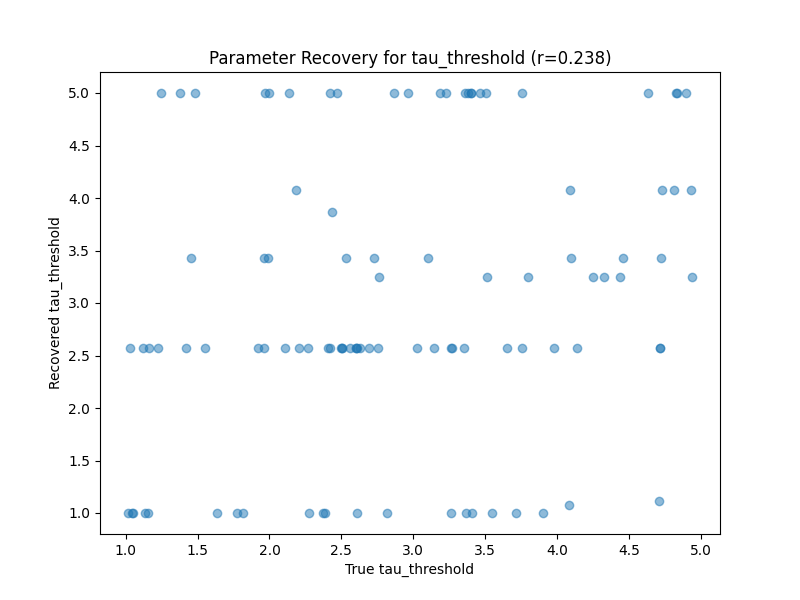 Parameter Recovery for tau_threshold (r=0.238)
5.0
4.5
4.0
3.5
3.0
2.5
2.0
1.5
1.0
Recovered tau_threshold
1.0 1.5 2.0 2.5 3.0 3.5 4.0 4.5 5.0
True tau_threshold